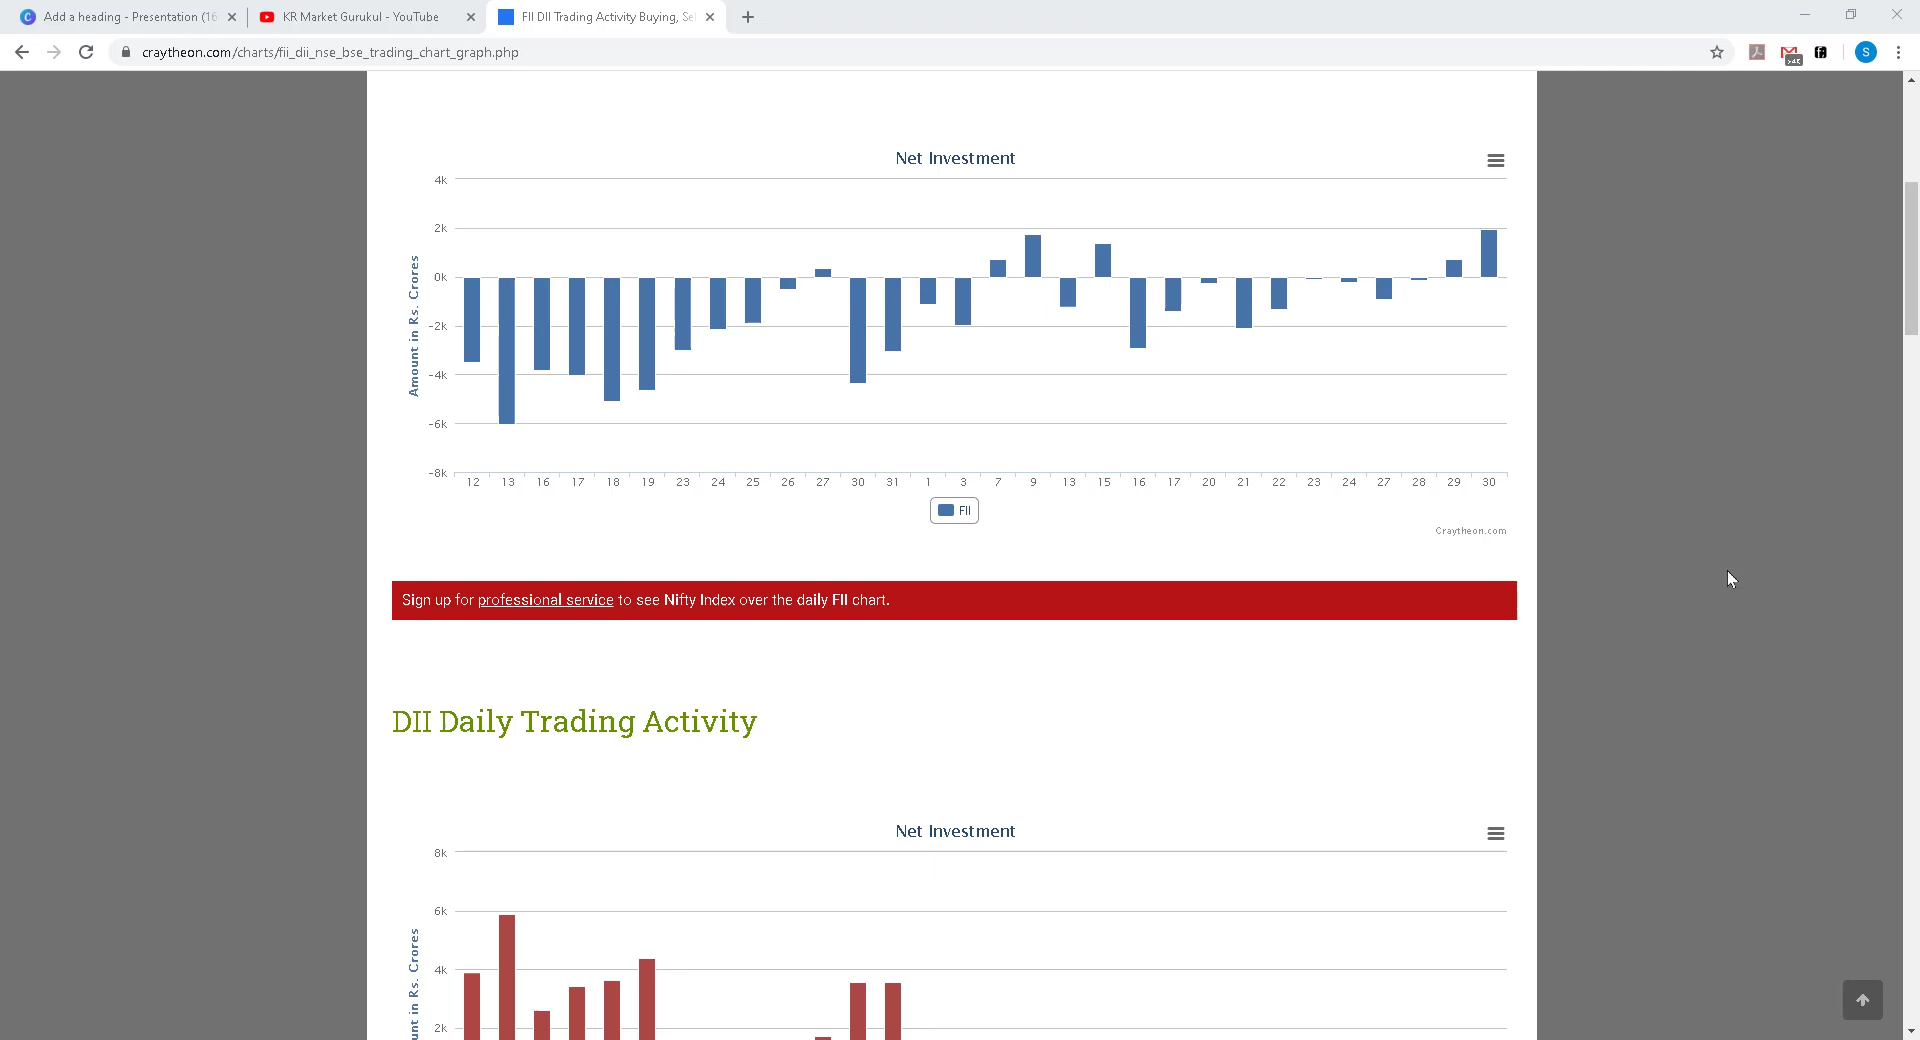 Add a heading - Presentation (16
KR Market Gurukul - YouTube
FII DII Trading Activity Buying, Se
craytheon.com/charts/fii_dii_nse_bse_trading_chart_graph.php
S
Net Investment
4k
2k
0k
-2k
-4k
-6k
-8k
Amount in Rs. Crores
12 13 16 17 18 19 23 24 25 26 27 30 31 1 3 7 9 13 15 16 17 20 21 22 23 24 27 28 29 30
FII
Craytheon.com
Sign up for professional service to see Nifty Index over the daily FII chart.
DII Daily Trading Activity
Net Investment
8k
6k
4k
2k
unt in Rs. Crores